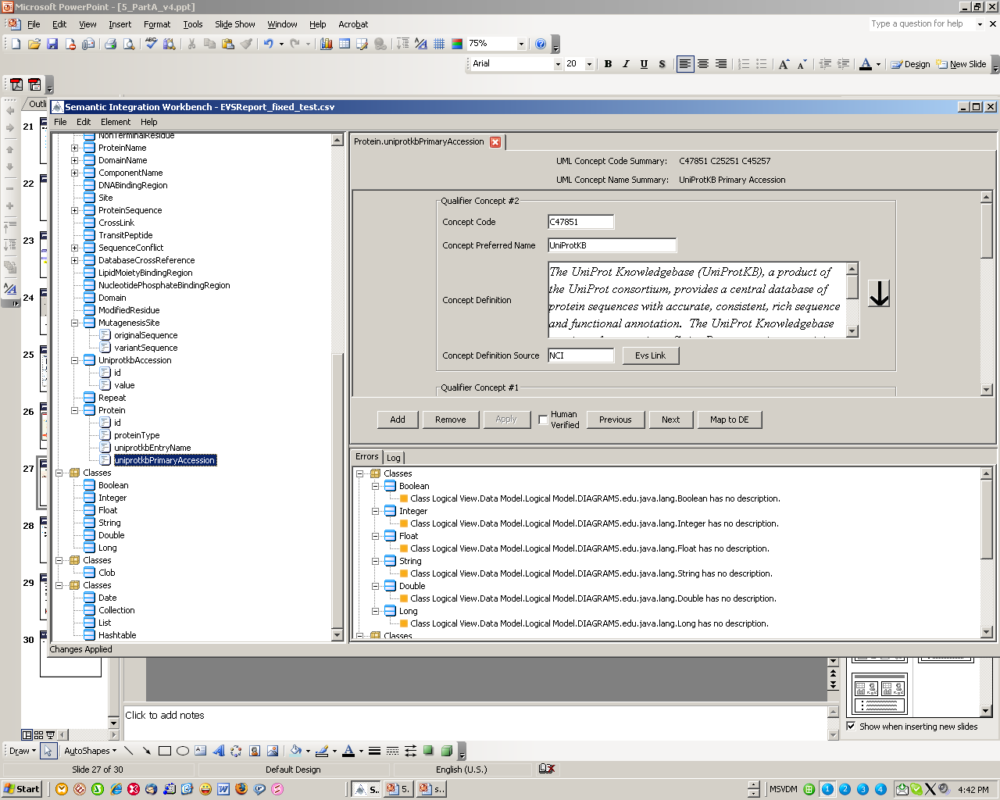 Microsoft PowerPoint - [5_PartA_v4.ppt]
File Edit View Insert Format Tools Slide Show Window Help Acrobat
Type a question for help
75%
Arial 20 B I U S Design New Slide
Outli
Semantic Integration Workbench - EVSReport_fixed_test.csv
File Edit Element Help
21
22
23
24
25
26
27
28
29
30
NonTerminalResidue
ProteinName
DomainName
ComponentName
DNABindingRegion
Site
ProteinSequence
CrossLink
TransitPeptide
SequenceConflict
DatabaseCrossReference
LipidMoietyBindingRegion
NucleotidePhosphateBindingRegion
Domain
ModifiedResidue
MutagenesisSite
originalSequence
variantSequence
UniprotkbAccession
id
value
Repeat
Protein
id
proteinType
uniprotkbEntryName
uniprotkbPrimaryAccession
Classes
Boolean
Integer
Float
String
Double
Long
Classes
Clob
Classes
Date
Collection
List
Hashtable
Changes Applied
Protein.uniprotkbPrimaryAccession
UML Concept Code Summary: C47851 C25251 C45257
UML Concept Name Summary: UniProtKB Primary Accession
Qualifier Concept #2
Concept Code C47851
Concept Preferred Name UniProtKB
Concept Definition
The UniProt Knowledgebase (UniProtKB), a product of
the UniProt consortium, provides a central database of
protein sequences with accurate, consistent, rich sequence
and functional annotation. The UniProt Knowledgebase
Concept Definition Source NCI Evs Link
Qualifier Concept #1
Add Remove Apply Human Verified Previous Next Map to DE
Errors Log
Classes
Boolean
Class Logical View.Data Model.Logical Model.DIAGRAMS.edu.java.lang.Boolean has no description.
Integer
Class Logical View.Data Model.Logical Model.DIAGRAMS.edu.java.lang.Integer has no description.
Float
Class Logical View.Data Model.Logical Model.DIAGRAMS.edu.java.lang.Float has no description.
String
Class Logical View.Data Model.Logical Model.DIAGRAMS.edu.java.lang.String has no description.
Double
Class Logical View.Data Model.Logical Model.DIAGRAMS.edu.java.lang.Double has no description.
Long
Class Logical View.Data Model.Logical Model.DIAGRAMS.edu.java.lang.Long has no description.
Classes
Click to add notes
Show when inserting new slides
Draw AutoShapes
Slide 27 of 30 Default Design English (U.S.)
Start S.. 5. s.. MSVDM 1 2 3 4 4:42 PM